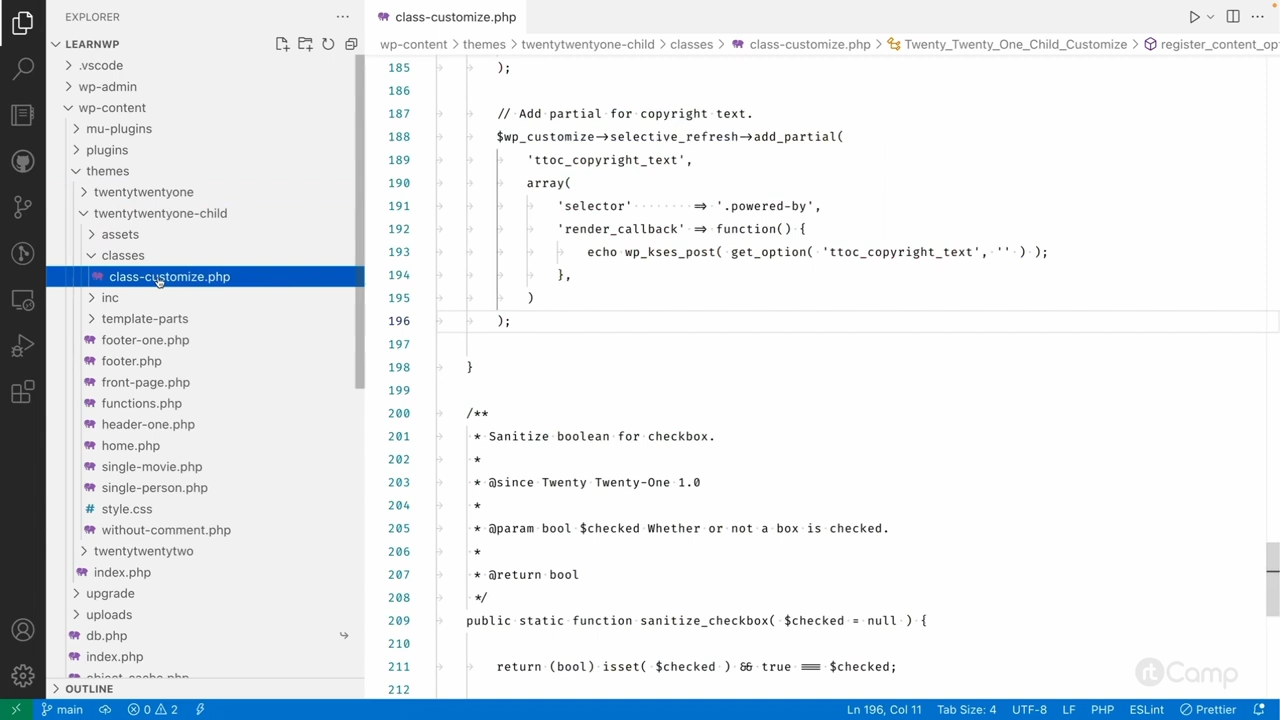 EXPLORER
LEARNWP
.vscode
wp-admin
wp-content
mu-plugins
plugins
themes
twentytwentyone
twentytwentyone-child
assets
classes
class-customize.php
inc
template-parts
footer-one.php
footer.php
front-page.php
functions.php
header-one.php
home.php
single-movie.php
single-person.php
# style.css
without-comment.php
twentytwentytwo
index.php
upgrade
uploads
db.php
index.php
object-cache.php
OUTLINE
class-customize.php
wp-content > themes > twentytwentyone-child > classes > class-customize.php > Twenty_Twenty_One_Child_Customize > register_content_op
185 );
186
187 // Add partial for copyright text.
188 $wp_customize->selective_refresh->add_partial(
189 'ttoc_copyright_text',
190 array(
191 'selector' => '.powered-by',
192 'render_callback' => function() {
193 echo wp_kses_post( get_option( 'ttoc_copyright_text', '' ) );
194 },
195 )
196 );
197
198 }
199
200 /**
201 * Sanitize boolean for checkbox.
202 *
203 * @since Twenty Twenty-One 1.0
204 *
205 * @param bool $checked Whether or not a box is checked.
206 *
207 * @return bool
208 */
209 public static function sanitize_checkbox( $checked = null ) {
210
211 return (bool) isset( $checked ) && true === $checked;
212
rtCamp
main 0 2 Ln 196, Col 11 Tab Size: 4 UTF-8 LF PHP ESLint Prettier